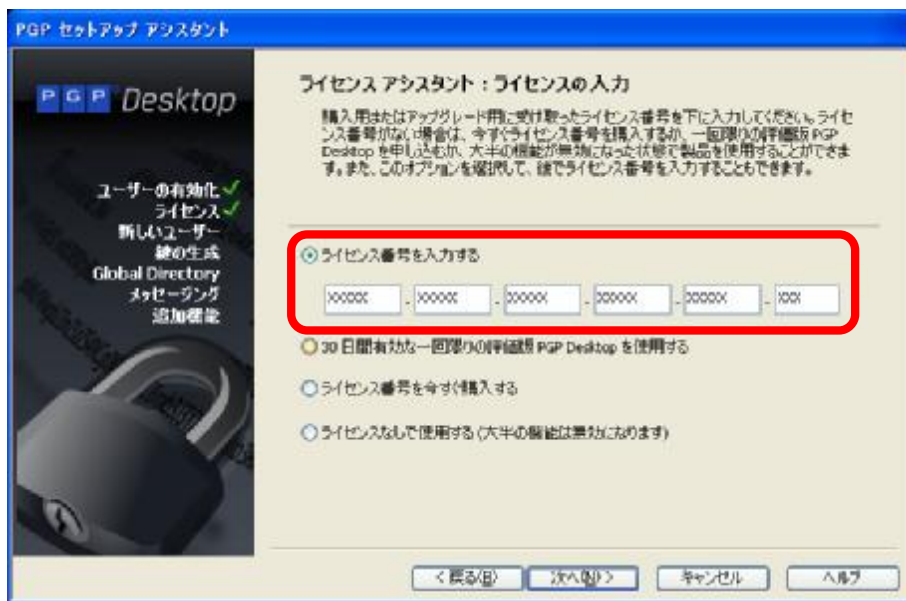 PGP セットアップ アシスタント
PGP Desktop
ユーザーの有効化
ライセンス
新しいユーザー
鍵の生成
Global Directory
メッセージング
追加機能
ライセンス アシスタント：ライセンスの入力
購入用またはアップグレード用に受け取ったライセンス番号を下に入力してください。ライセ
ンス番号がない場合は、今すぐライセンス番号を購入するか、一回限りの評価版 PGP
Desktop を申し込むか、大半の機能が無効になった状態で製品を使用することができま
す。また、このオプションを選択して、後でライセンス番号を入力することもできます。
ライセンス番号を入力する
XXXXX - XXXXX - XXXXX - XXXXX - XXXXX - XXX
30 日間有効な一回限りの評価版 PGP Desktop を使用する
ライセンス番号を今すぐ購入する
ライセンスなしで使用する (大半の機能は無効になります)
< 戻る(B) 次へ(N) > キャンセル ヘルプ